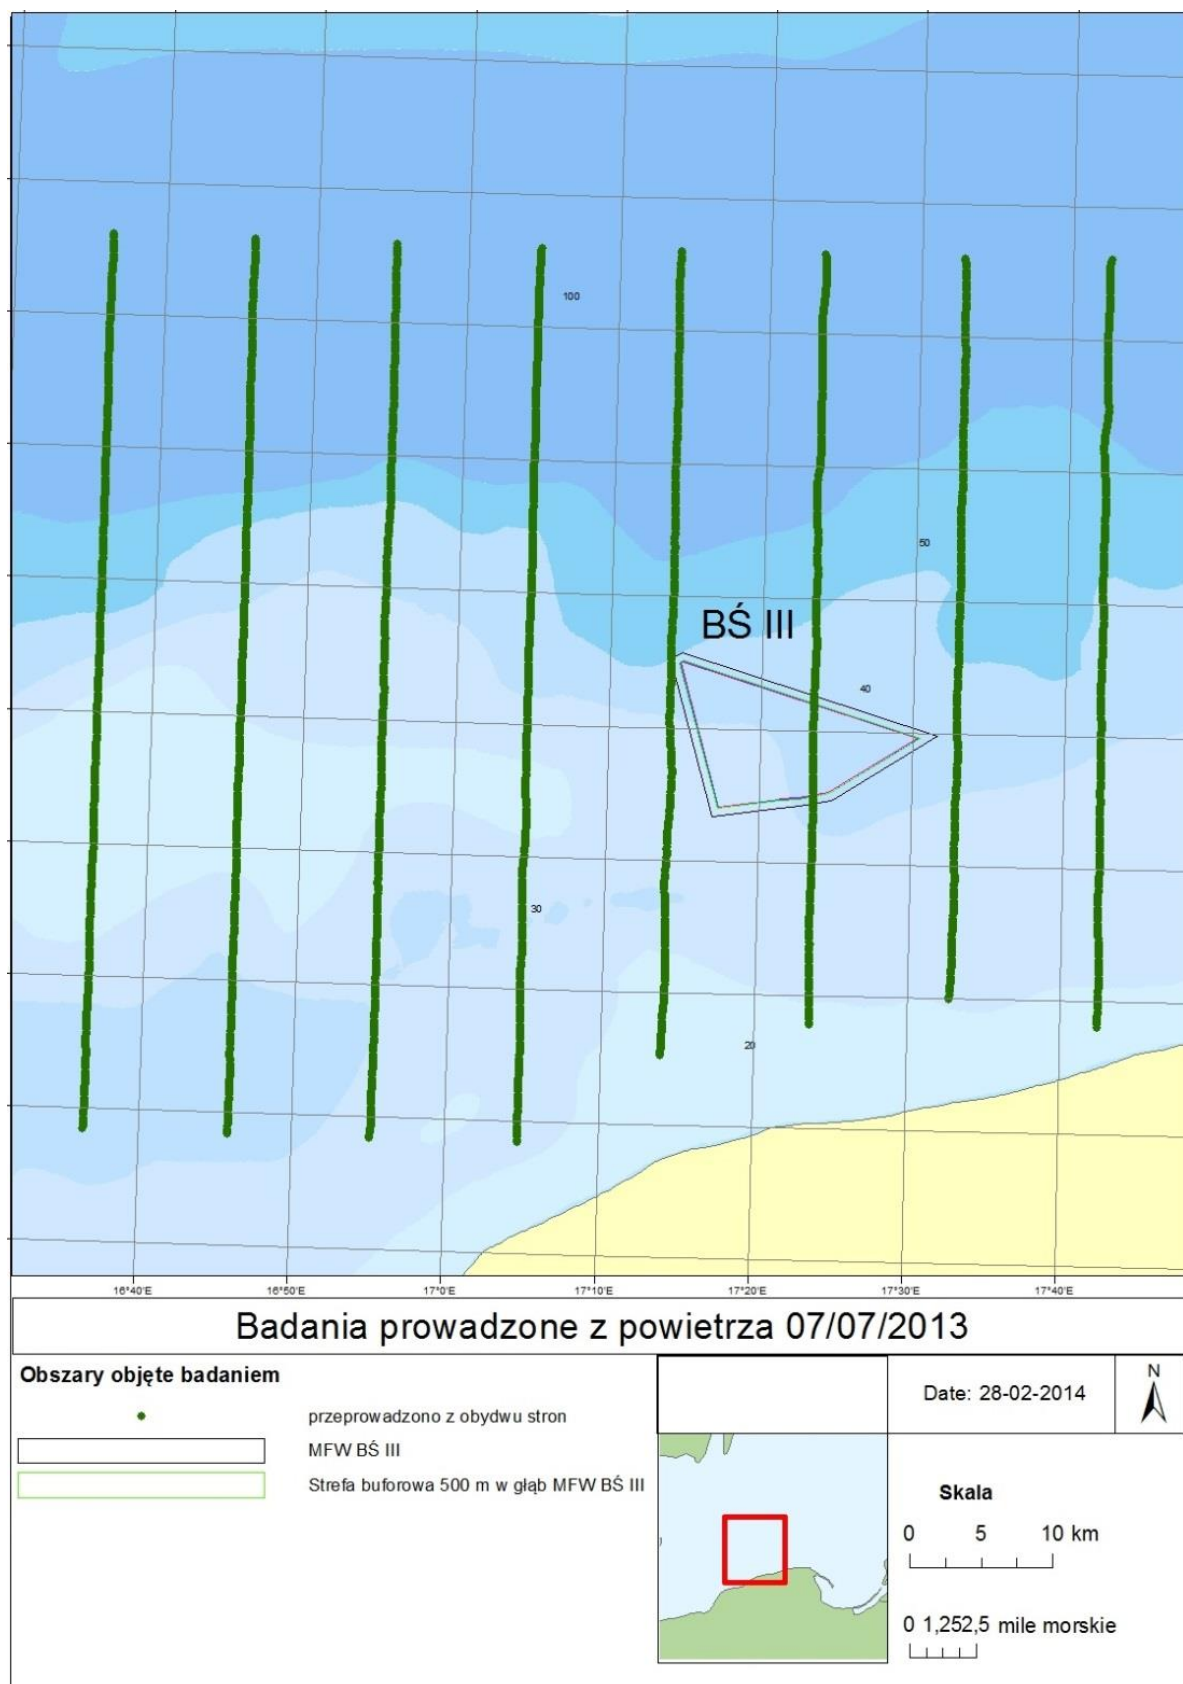 100
50
BŚ III
40
30
20
16°40'E 16°50'E 17°0'E 17°10'E 17°20'E 17°30'E 17°40'E
Badania prowadzone z powietrza 07/07/2013
Obszary objęte badaniem
przeprowadzono z obydwu stron
MFW BŚ III
Strefa buforowa 500 m w głąb MFW BŚ III
Date: 28-02-2014
N
Skala
0 5 10 km
0 1,252,5 mile morskie